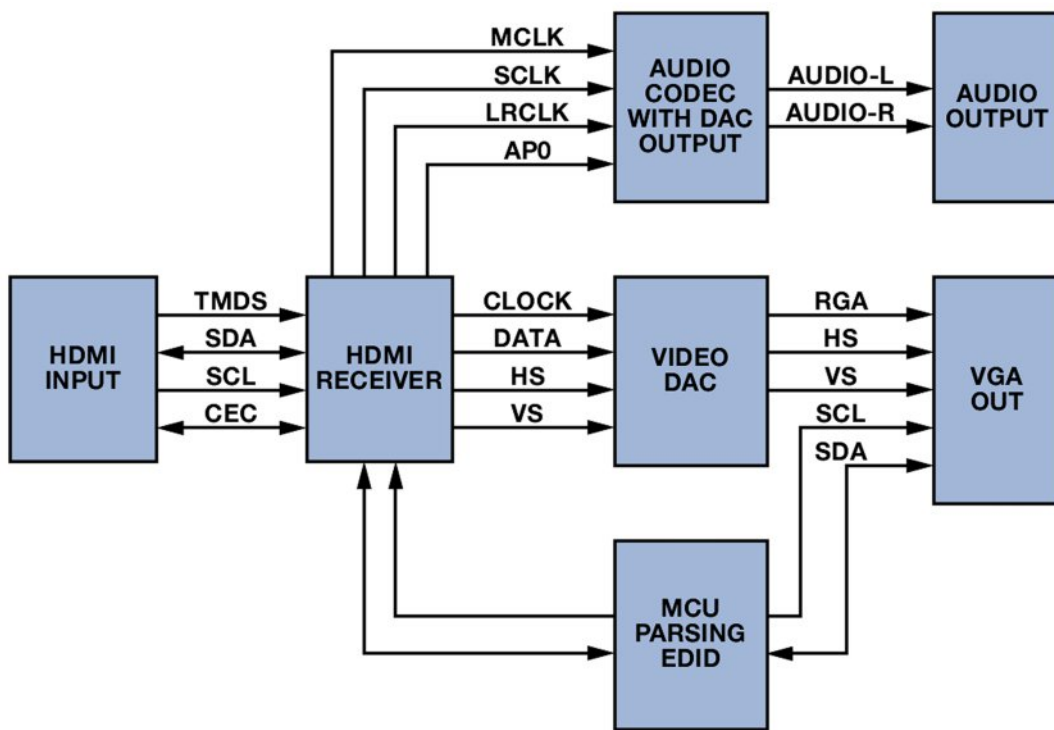 MCLK
SCLK
LRCLK
AP0
AUDIO
CODEC
WITH DAC
OUTPUT
AUDIO-L
AUDIO-R
AUDIO
OUTPUT
HDMI
INPUT
TMDS
SDA
SCL
CEC
HDMI
RECEIVER
CLOCK
DATA
HS
VS
VIDEO
DAC
RGA
HS
VS
SCL
SDA
VGA
OUT
MCU
PARSING
EDID